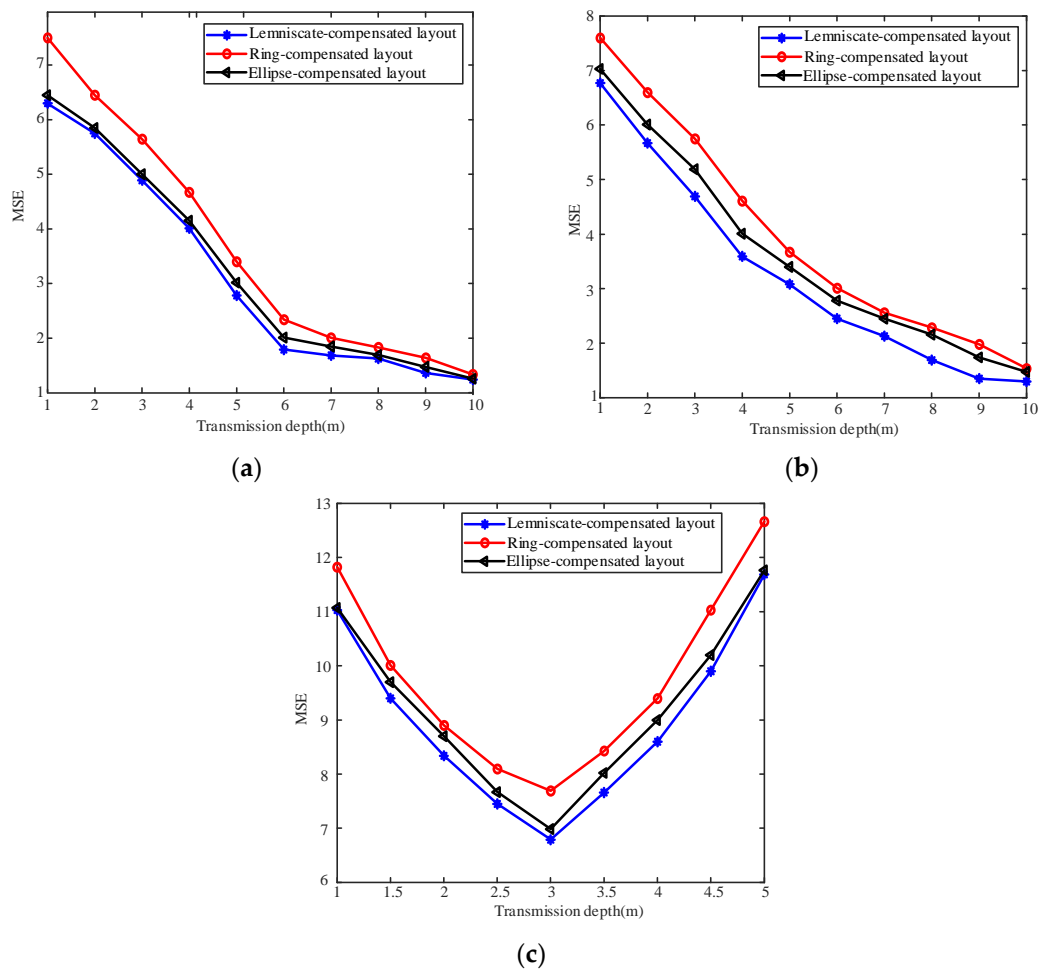 Lemniscate-compensated layout
Ring-compensated layout
Ellipse-compensated layout
7
6
5
4
3
2
1
MSE
1 2 3 4 5 6 7 8 9 10
Transmission depth(m)
(a)
Lemniscate-compensated layout
Ring-compensated layout
Ellipse-compensated layout
8
7
6
5
4
3
2
1
MSE
1 2 3 4 5 6 7 8 9 10
Transmission depth(m)
(b)
Lemniscate-compensated layout
Ring-compensated layout
Ellipse-compensated layout
13
12
11
10
9
8
7
6
MSE
1 1.5 2 2.5 3 3.5 4 4.5 5
Transmission depth(m)
(c)